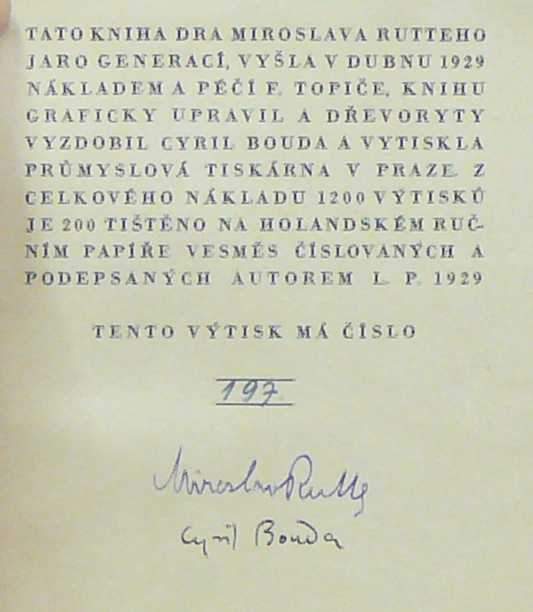 TATO KNIHA DRA MIROSLAVA RUTTEHO
JARO GENERACÍ, VYŠLA V DUBNU 1929
NÁKLADEM A PÉČÍ F. TOPIČE, KNIHU
GRAFICKY UPRAVIL A DŘEVORYTY
VYZDOBIL CYRIL BOUDA A VYTISKLA
PRŮMYSLOVÁ TISKÁRNA V PRAZE. Z
CELKOVÉHO NÁKLADU 1200 VÝTISKŮ
JE 200 TIŠTĚNO NA HOLANDSKÉM RUČ-
NÍM PAPÍŘE VESMĚS ČÍSLOVANÝCH A
PODEPSANÝCH AUTOREM L. P. 1929
TENTO VÝTISK MÁ ČÍSLO
197.
Miroslav Rutte
Cyril Bouda